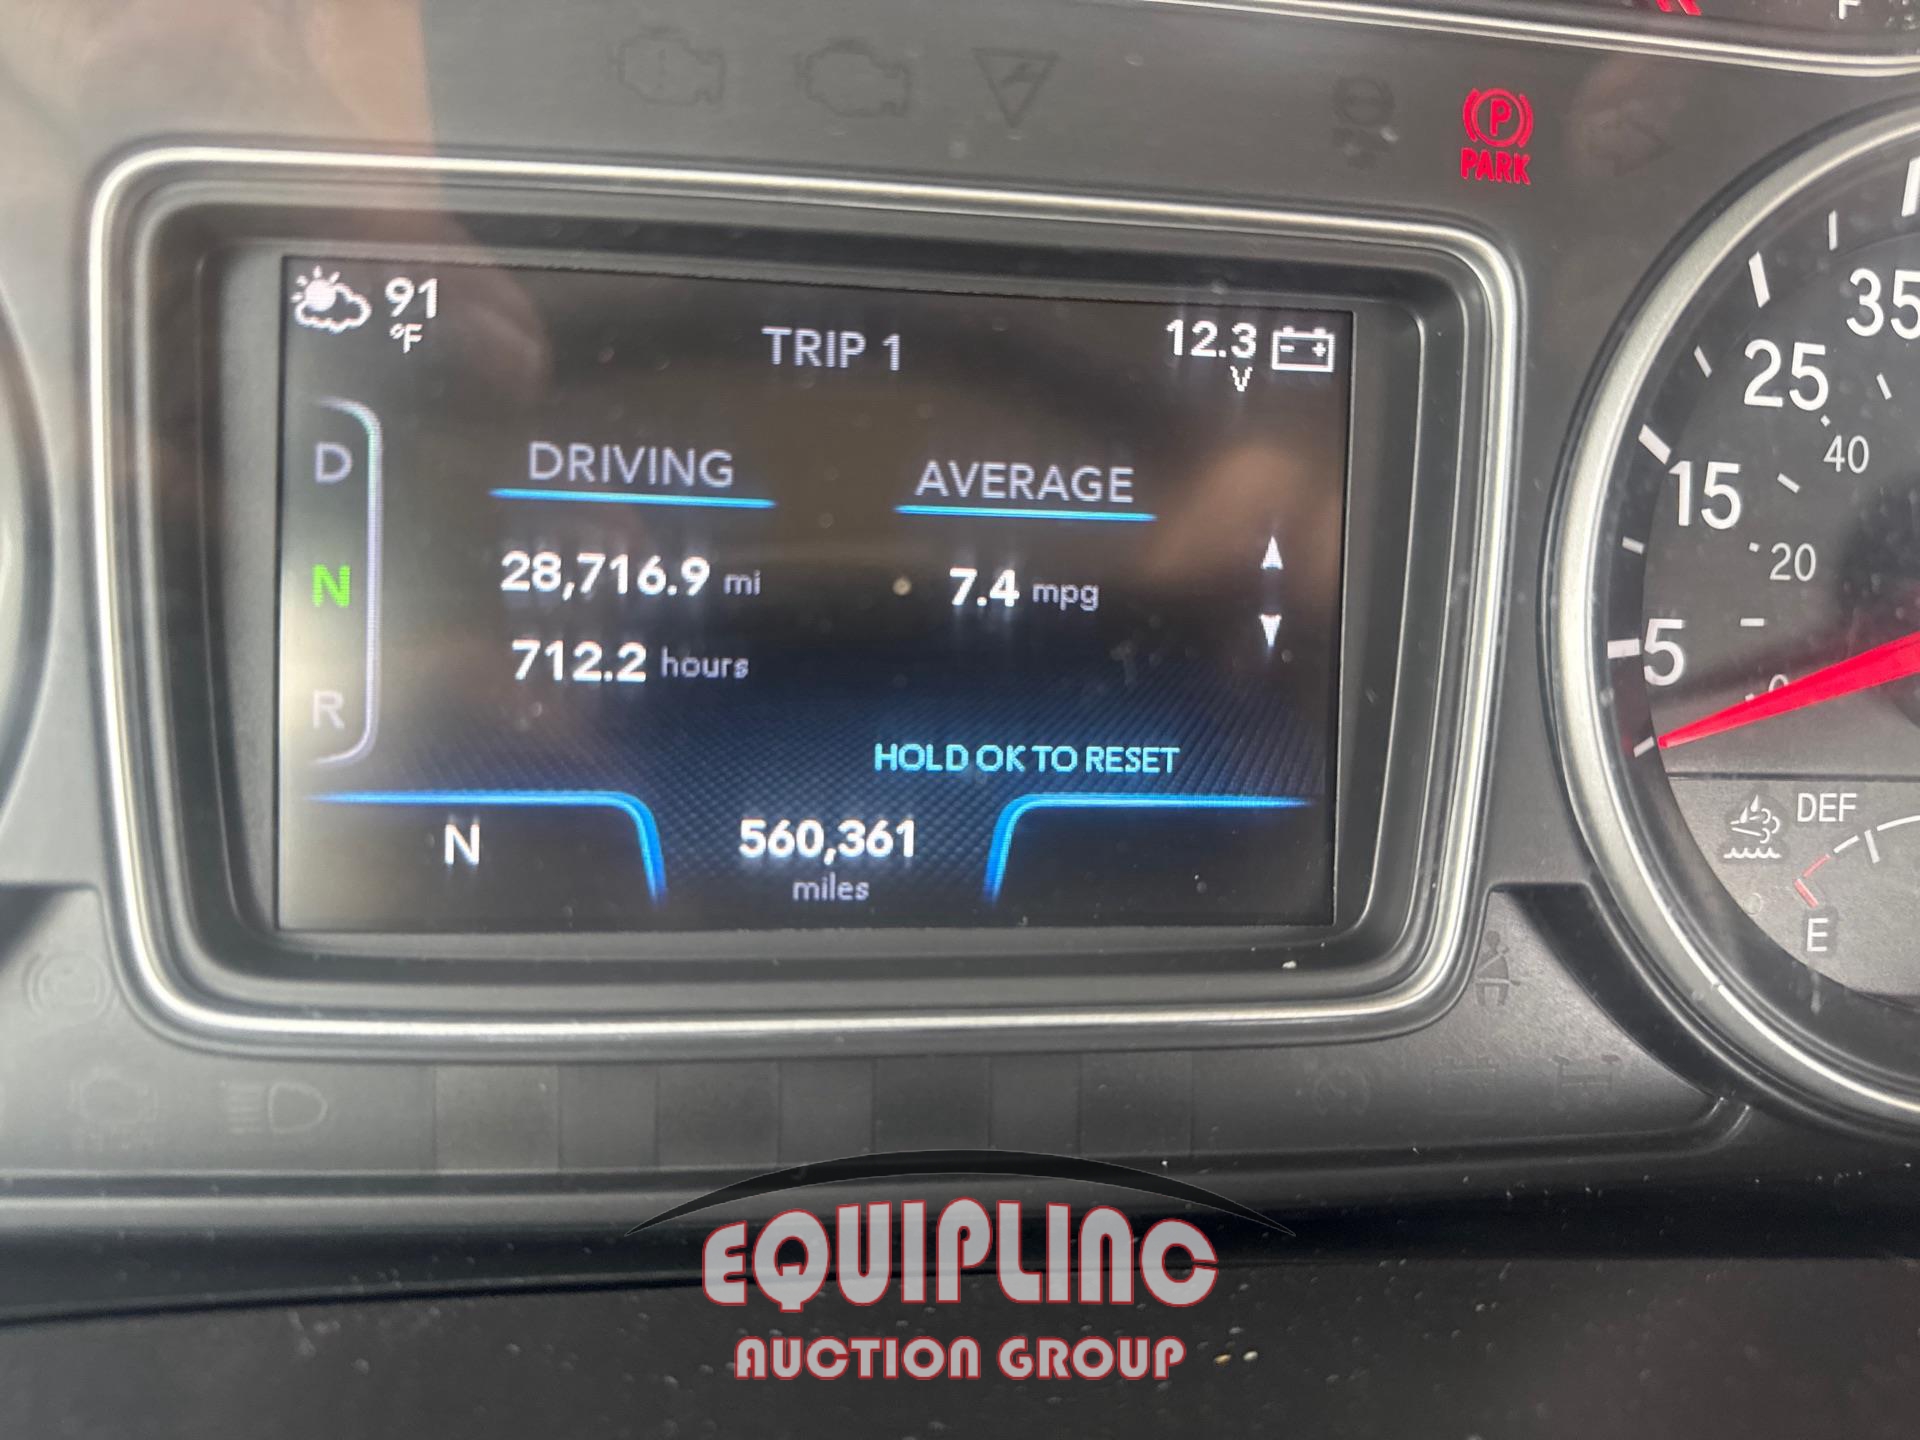 F
P
PARK
91
°F
TRIP 1
12.3
V
D
DRIVING
AVERAGE
N
28,716.9 mi
7.4 mpg
712.2 hours
R
HOLD OK TO RESET
N
560,361
miles
35
25
40
15
20
5
0
DEF
E
EQUIPLINC
AUCTION GROUP